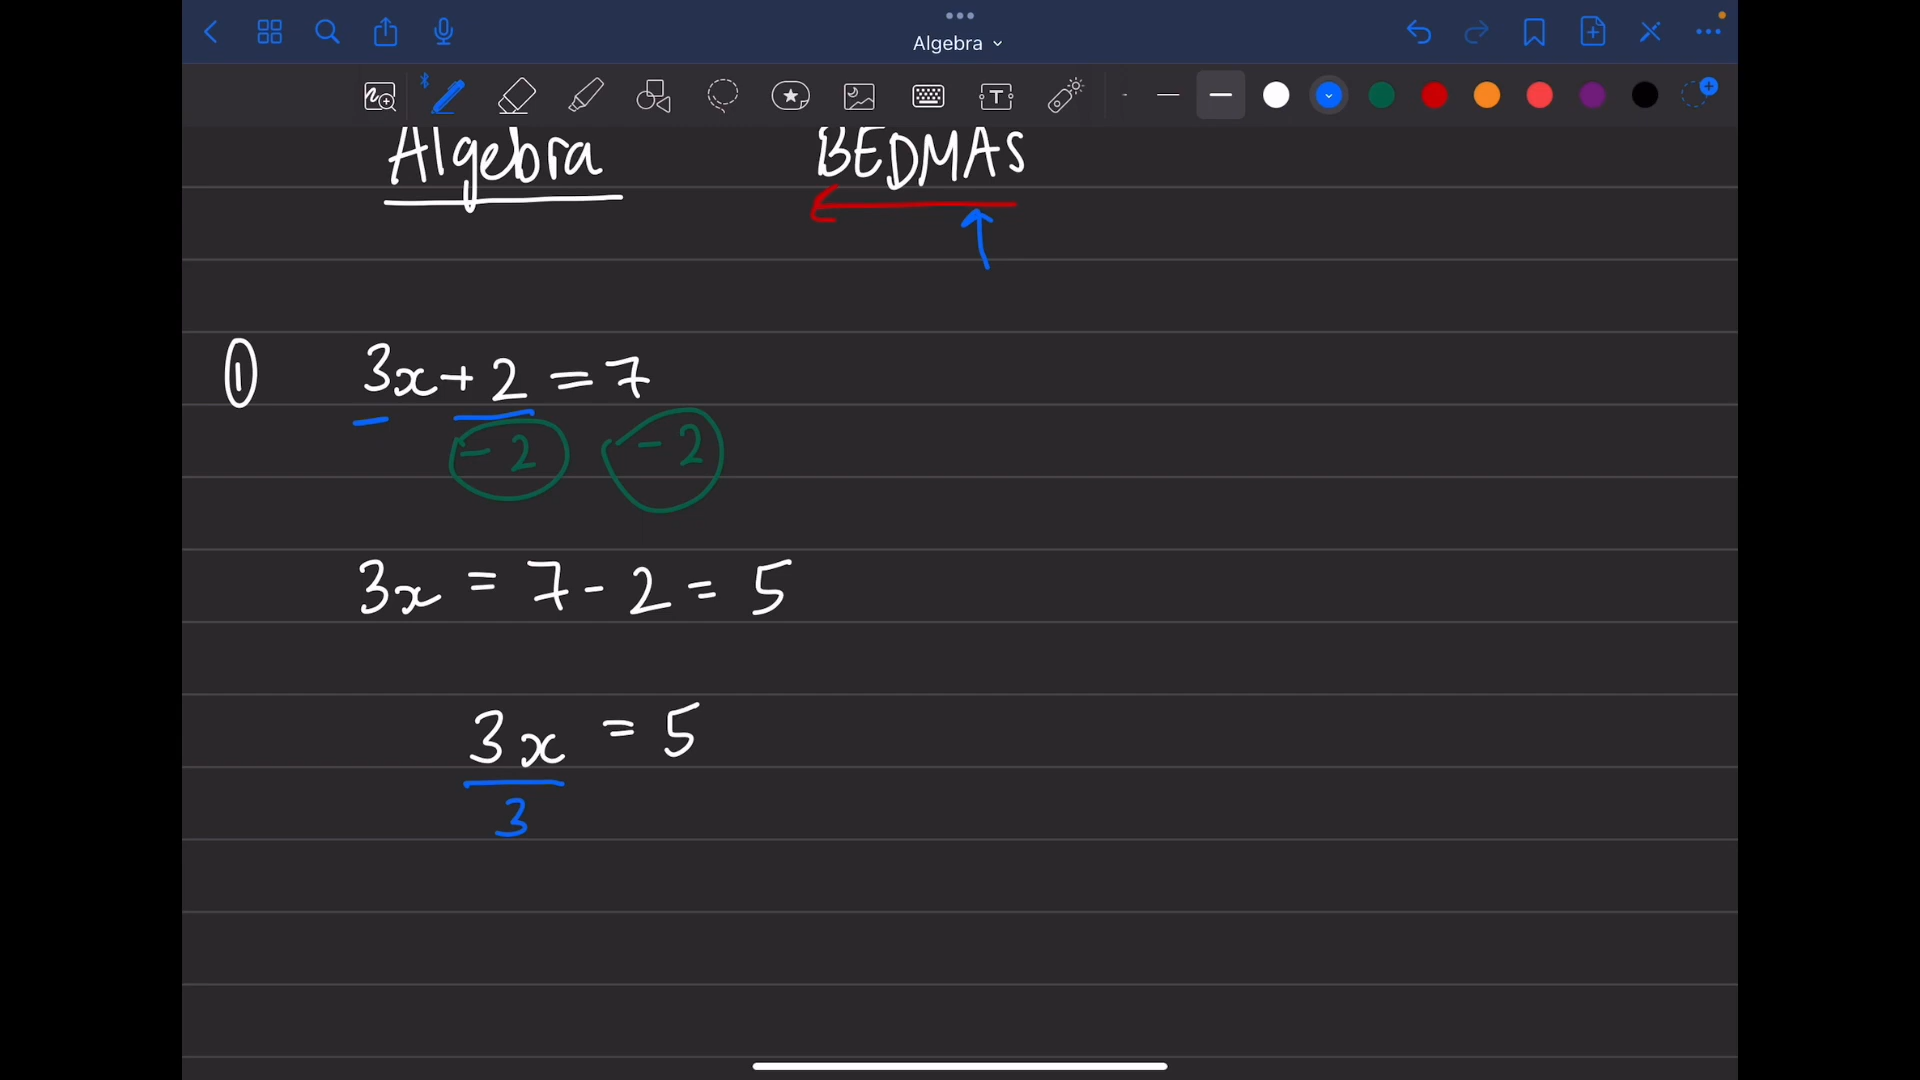 Algebra
Algebra BEDMAS
① 3x + 2 = 7
- 2 - 2
3x = 7 - 2 = 5
3x = 5
3